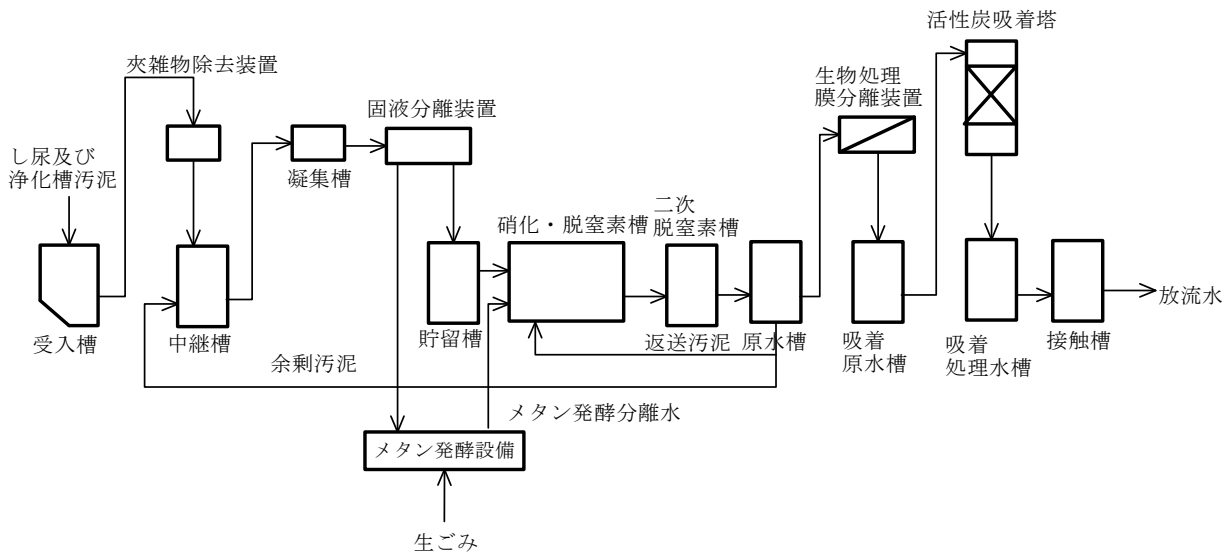 活性炭吸着塔
夾雑物除去装置
生物処理
膜分離装置
固液分離装置
し尿及び
浄化槽汚泥
凝集槽
硝化・脱窒素槽
二次
脱窒素槽
受入槽
中継槽
貯留槽
返送汚泥
原水槽
吸着
原水槽
吸着
処理水槽
接触槽
放流水
余剰汚泥
メタン発酵分離水
メタン発酵設備
生ごみ